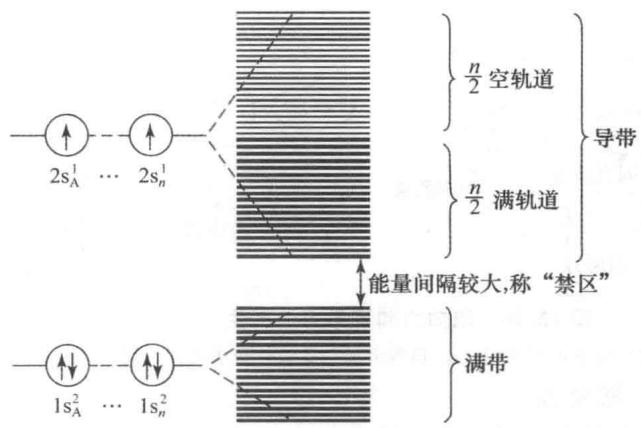 n/2 空轨道
导带
2s¹A … 2s¹n
n/2 满轨道
能量间隔较大,称“禁区”
满带
1s²A … 1s²n